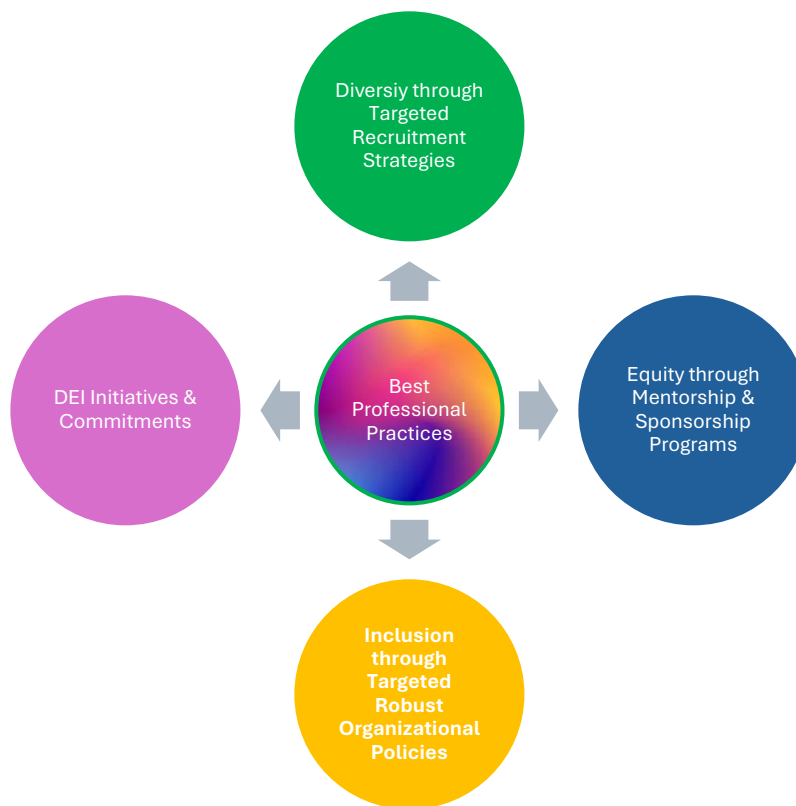 Diversiy through
Targeted
Recruitment
Strategies
DEI Initiatives &
Commitments
Best
Professional
Practices
Equity through
Mentorship &
Sponsorship
Programs
Inclusion
through
Targeted
Robust
Organizational
Policies